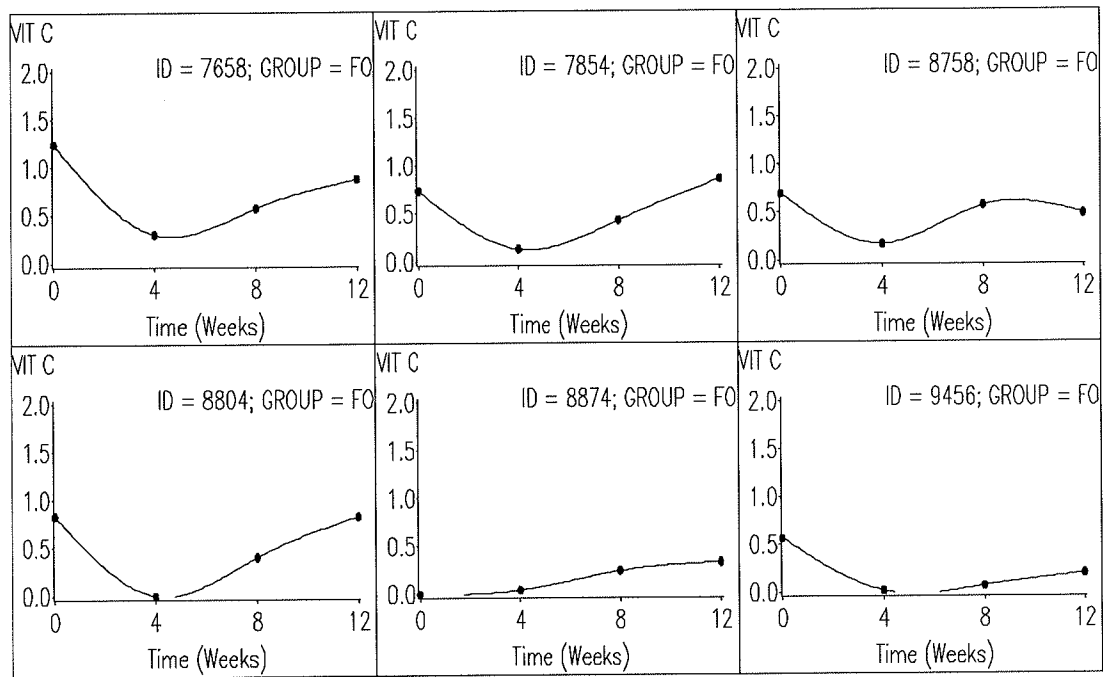 VIT C
ID = 7658; GROUP = FO
2.0
1.5
1.0
0.5
0.0
0 4 8 12
Time (Weeks)
VIT C
ID = 7854; GROUP = FO
2.0
1.5
1.0
0.5
0.0
0 4 8 12
Time (Weeks)
VIT C
ID = 8758; GROUP = FO
2.0
1.5
1.0
0.5
0.0
0 4 8 12
Time (Weeks)
VIT C
ID = 8804; GROUP = FO
2.0
1.5
1.0
0.5
0.0
0 4 8 12
Time (Weeks)
VIT C
ID = 8874; GROUP = FO
2.0
1.5
1.0
0.5
0.0
0 4 8 12
Time (Weeks)
VIT C
ID = 9456; GROUP = FO
2.0
1.5
1.0
0.5
0.0
0 4 8 12
Time (Weeks)